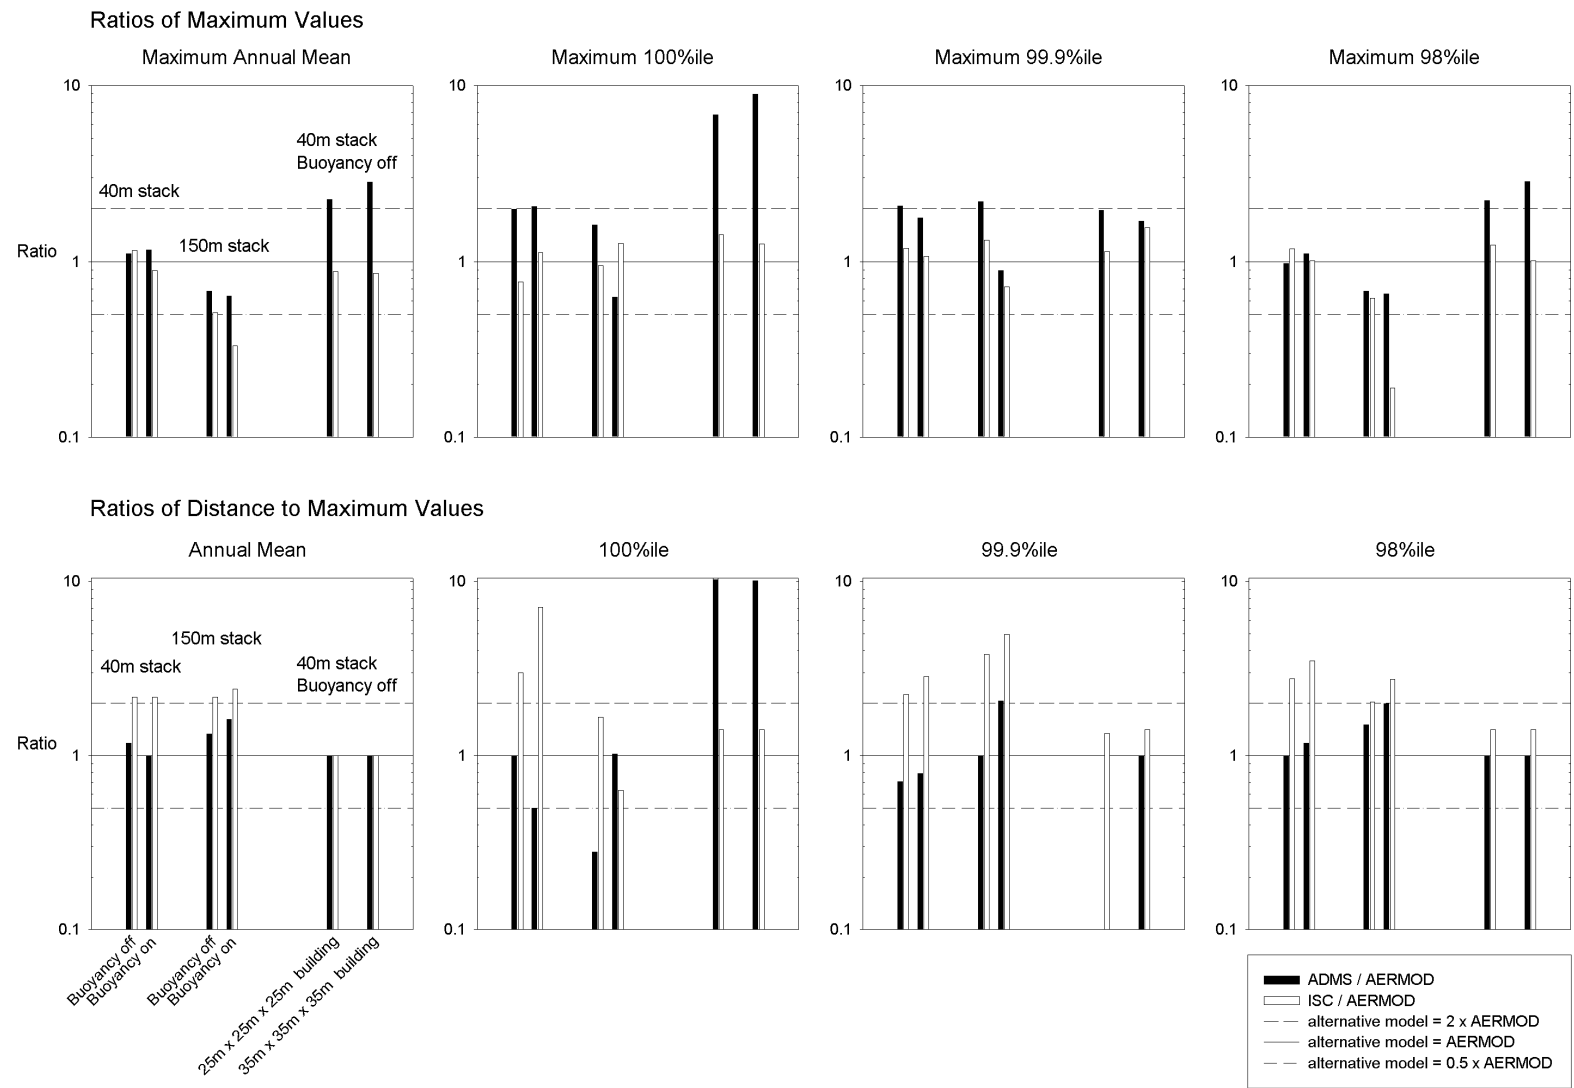 Ratios of Maximum Values
Maximum Annual Mean
Maximum 100%ile
Maximum 99.9%ile
Maximum 98%ile
10
10
10
10
40m stack
Buoyancy off
40m stack
150m stack
Ratio
1
1
1
1
0.1
0.1
0.1
0.1
Ratios of Distance to Maximum Values
Annual Mean
100%ile
99.9%ile
98%ile
10
10
10
10
150m stack
40m stack
40m stack
Buoyancy off
Ratio
1
1
1
1
0.1
0.1
0.1
0.1
Buoyancy off
Buoyancy on
Buoyancy off
Buoyancy on
25m x 25m x 25m building
35m x 35m x 35m building
ADMS / AERMOD
ISC / AERMOD
alternative model = 2 x AERMOD
alternative model = AERMOD
alternative model = 0.5 x AERMOD